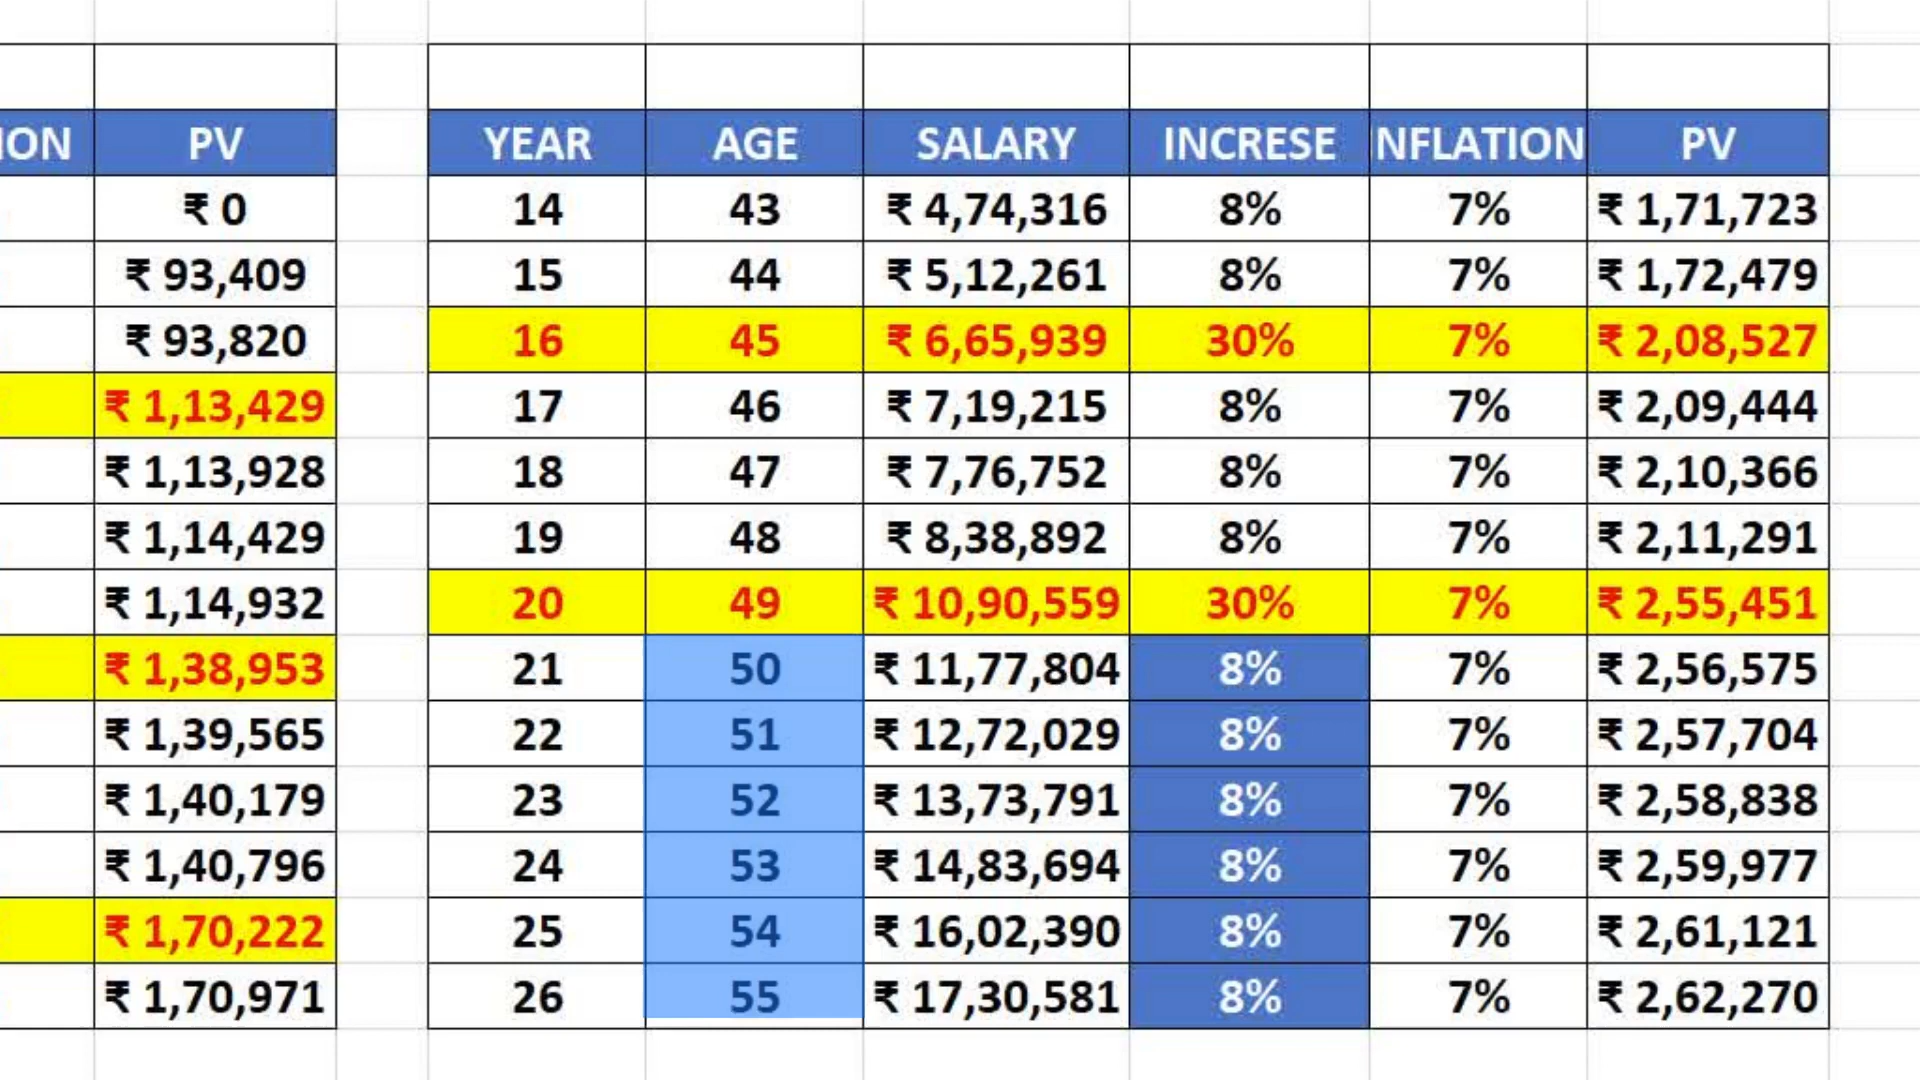 ION PV YEAR AGE SALARY INCRESE NFLATION PV
₹ 0 14 43 ₹ 4,74,316 8% 7% ₹ 1,71,723
₹ 93,409 15 44 ₹ 5,12,261 8% 7% ₹ 1,72,479
₹ 93,820 16 45 ₹ 6,65,939 30% 7% ₹ 2,08,527
₹ 1,13,429 17 46 ₹ 7,19,215 8% 7% ₹ 2,09,444
₹ 1,13,928 18 47 ₹ 7,76,752 8% 7% ₹ 2,10,366
₹ 1,14,429 19 48 ₹ 8,38,892 8% 7% ₹ 2,11,291
₹ 1,14,932 20 49 ₹ 10,90,559 30% 7% ₹ 2,55,451
₹ 1,38,953 21 50 ₹ 11,77,804 8% 7% ₹ 2,56,575
₹ 1,39,565 22 51 ₹ 12,72,029 8% 7% ₹ 2,57,704
₹ 1,40,179 23 52 ₹ 13,73,791 8% 7% ₹ 2,58,838
₹ 1,40,796 24 53 ₹ 14,83,694 8% 7% ₹ 2,59,977
₹ 1,70,222 25 54 ₹ 16,02,390 8% 7% ₹ 2,61,121
₹ 1,70,971 26 55 ₹ 17,30,581 8% 7% ₹ 2,62,270